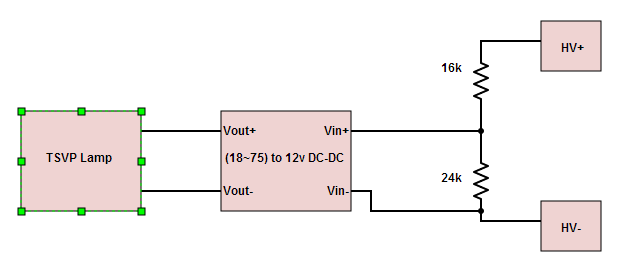 HV+
16k
Vout+
Vin+
TSVP Lamp
(18~75) to 12v DC-DC
24k
Vout-
Vin-
HV-